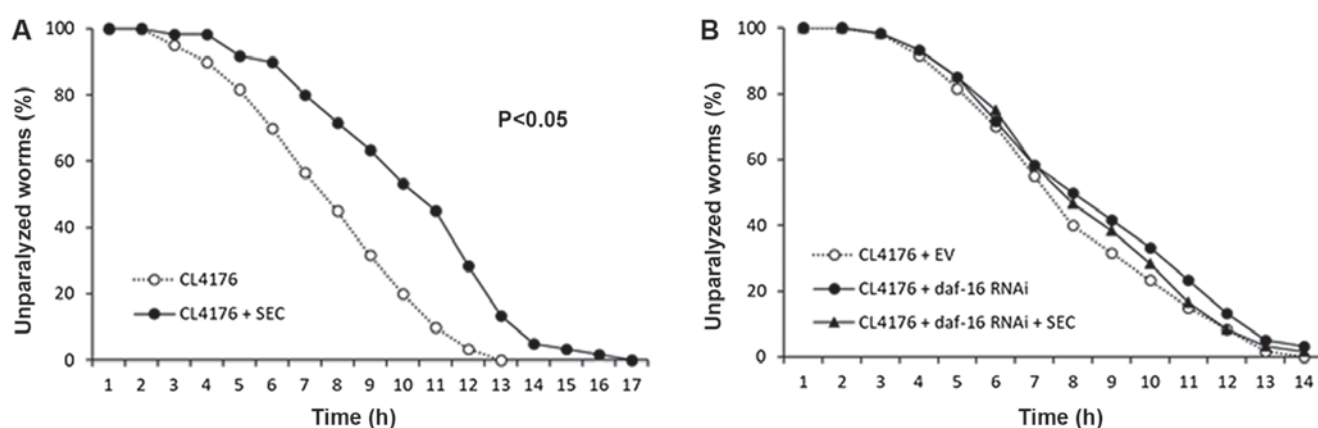 A
Unparalyzed worms (%)
100
80
60
40
20
0
P<0.05
CL4176
CL4176 + SEC
1 2 3 4 5 6 7 8 9 10 11 12 13 14 15 16 17
Time (h)
B
Unparalyzed worms (%)
100
80
60
40
20
0
CL4176 + EV
CL4176 + daf-16 RNAi
CL4176 + daf-16 RNAi + SEC
1 2 3 4 5 6 7 8 9 10 11 12 13 14
Time (h)